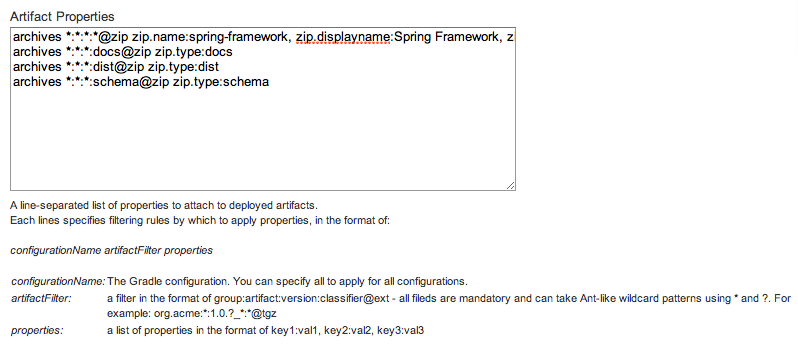 Artifact Properties
archives *:*:*:*@zip zip.name:spring-framework, zip.displayname:Spring Framework, zi
archives *:*:*:docs@zip zip.type:docs
archives *:*:*:dist@zip zip.type:dist
archives *:*:*:schema@zip zip.type:schema
A line-separated list of properties to attach to deployed artifacts.
Each lines specifies filtering rules by which to apply properties, in the format of:
configurationName artifactFilter properties
configurationName: The Gradle configuration. You can specify all to apply for all configurations.
artifactFilter: a filter in the format of group:artifact:version:classifier@ext - all fileds are mandatory and can take Ant-like wildcard patterns using * and ?. For
example: org.acme:*:1.0.?_*:*@tgz
properties: a list of properties in the format of key1:val1, key2:val2, key3:val3